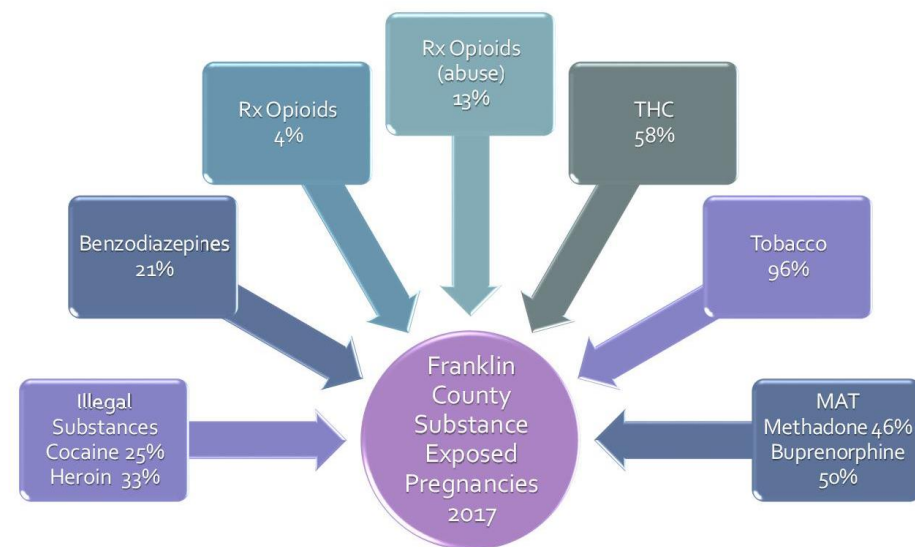 Rx Opioids
(abuse)
13%
Rx Opioids
4%
THC
58%
Benzodiazepines
21%
Tobacco
96%
Illegal
Substances
Cocaine 25%
Heroin 33%
Franklin
County
Substance
Exposed
Pregnancies
2017
MAT
Methadone 46%
Buprenorphine
50%